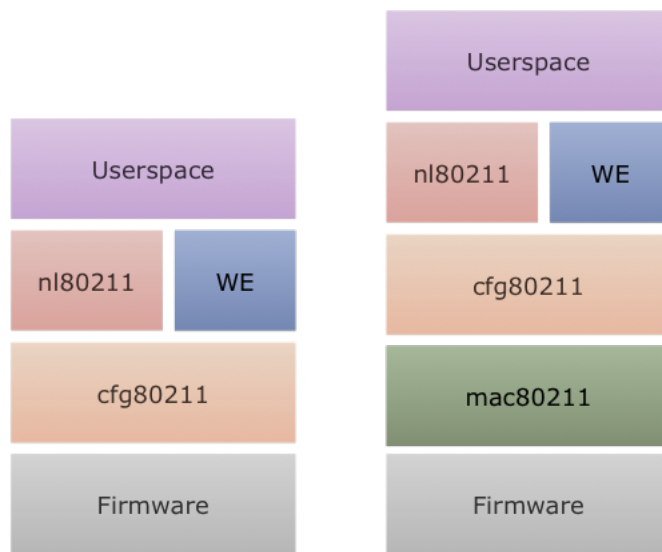 Userspace
nl80211
WE
cfg80211
Firmware
Userspace
nl80211
WE
cfg80211
mac80211
Firmware